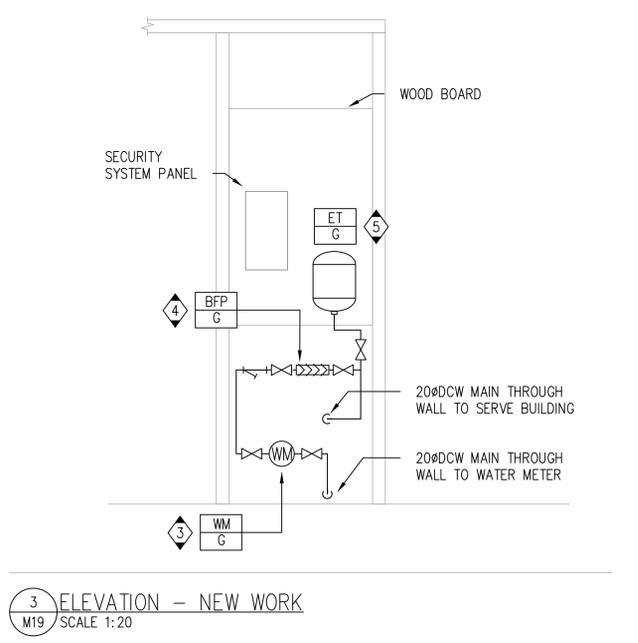 WOOD BOARD
SECURITY
SYSTEM PANEL
ET
G
5
4
BFP
G
20øDCW MAIN THROUGH
WALL TO SERVE BUILDING
WM
20øDCW MAIN THROUGH
WALL TO WATER METER
3
WM
G
3
M19
ELEVATION – NEW WORK
SCALE 1:20